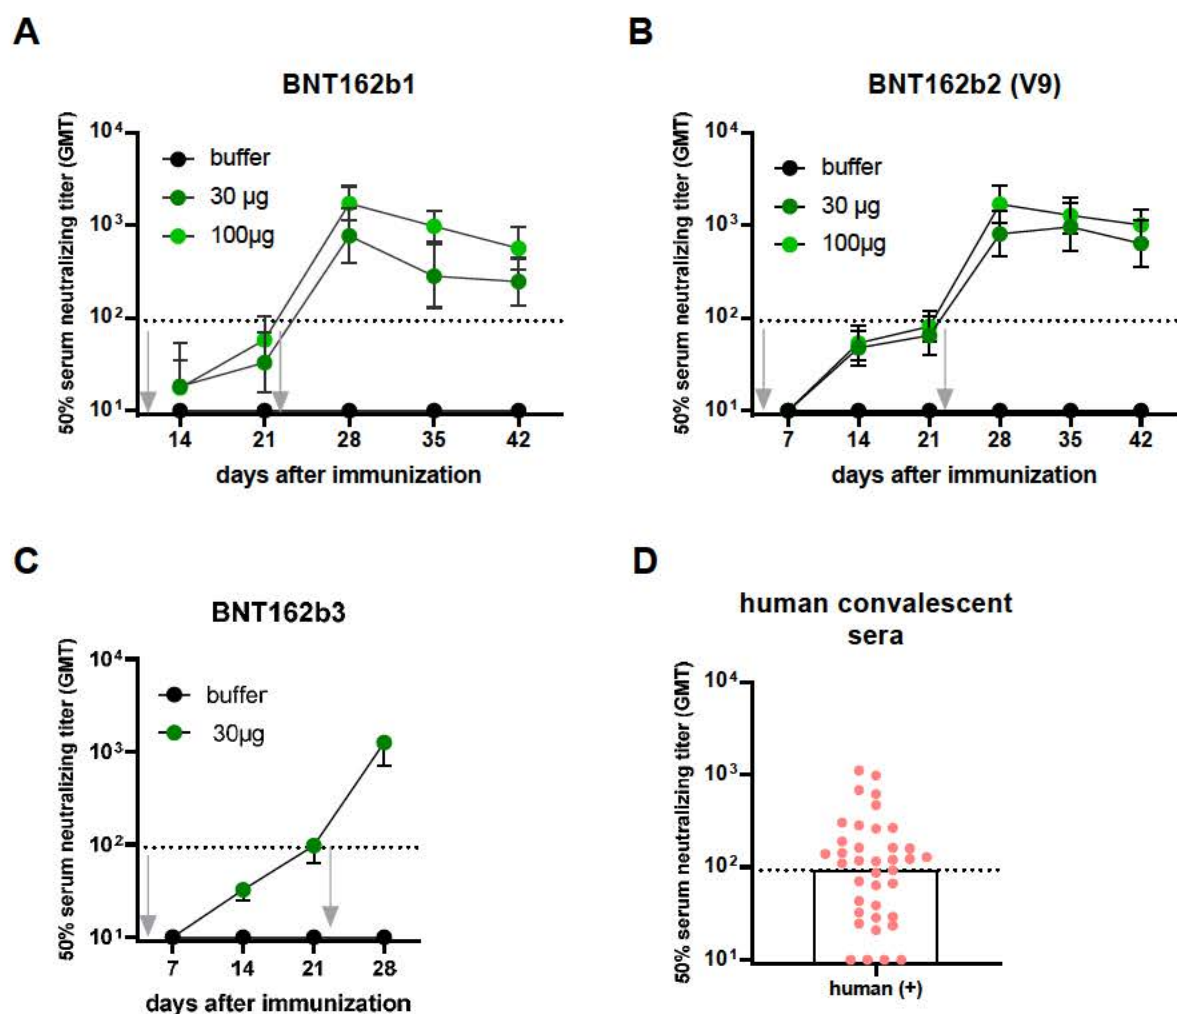 A
BNT162b1
50% serum neutralizing titer (GMT)
10⁴
10³
10²
10¹
buffer
30 µg
100µg
14 21 28 35 42
days after immunization
B
BNT162b2 (V9)
50% serum neutralizing titer (GMT)
10⁴
10³
10²
10¹
buffer
30 µg
100µg
7 14 21 28 35 42
days after immunization
C
BNT162b3
50% serum neutralizing titer (GMT)
10⁴
10³
10²
10¹
buffer
30µg
7 14 21 28
days after immunization
D
human convalescent
sera
50% serum neutralizing titer (GMT)
10⁴
10³
10²
10¹
human (+)